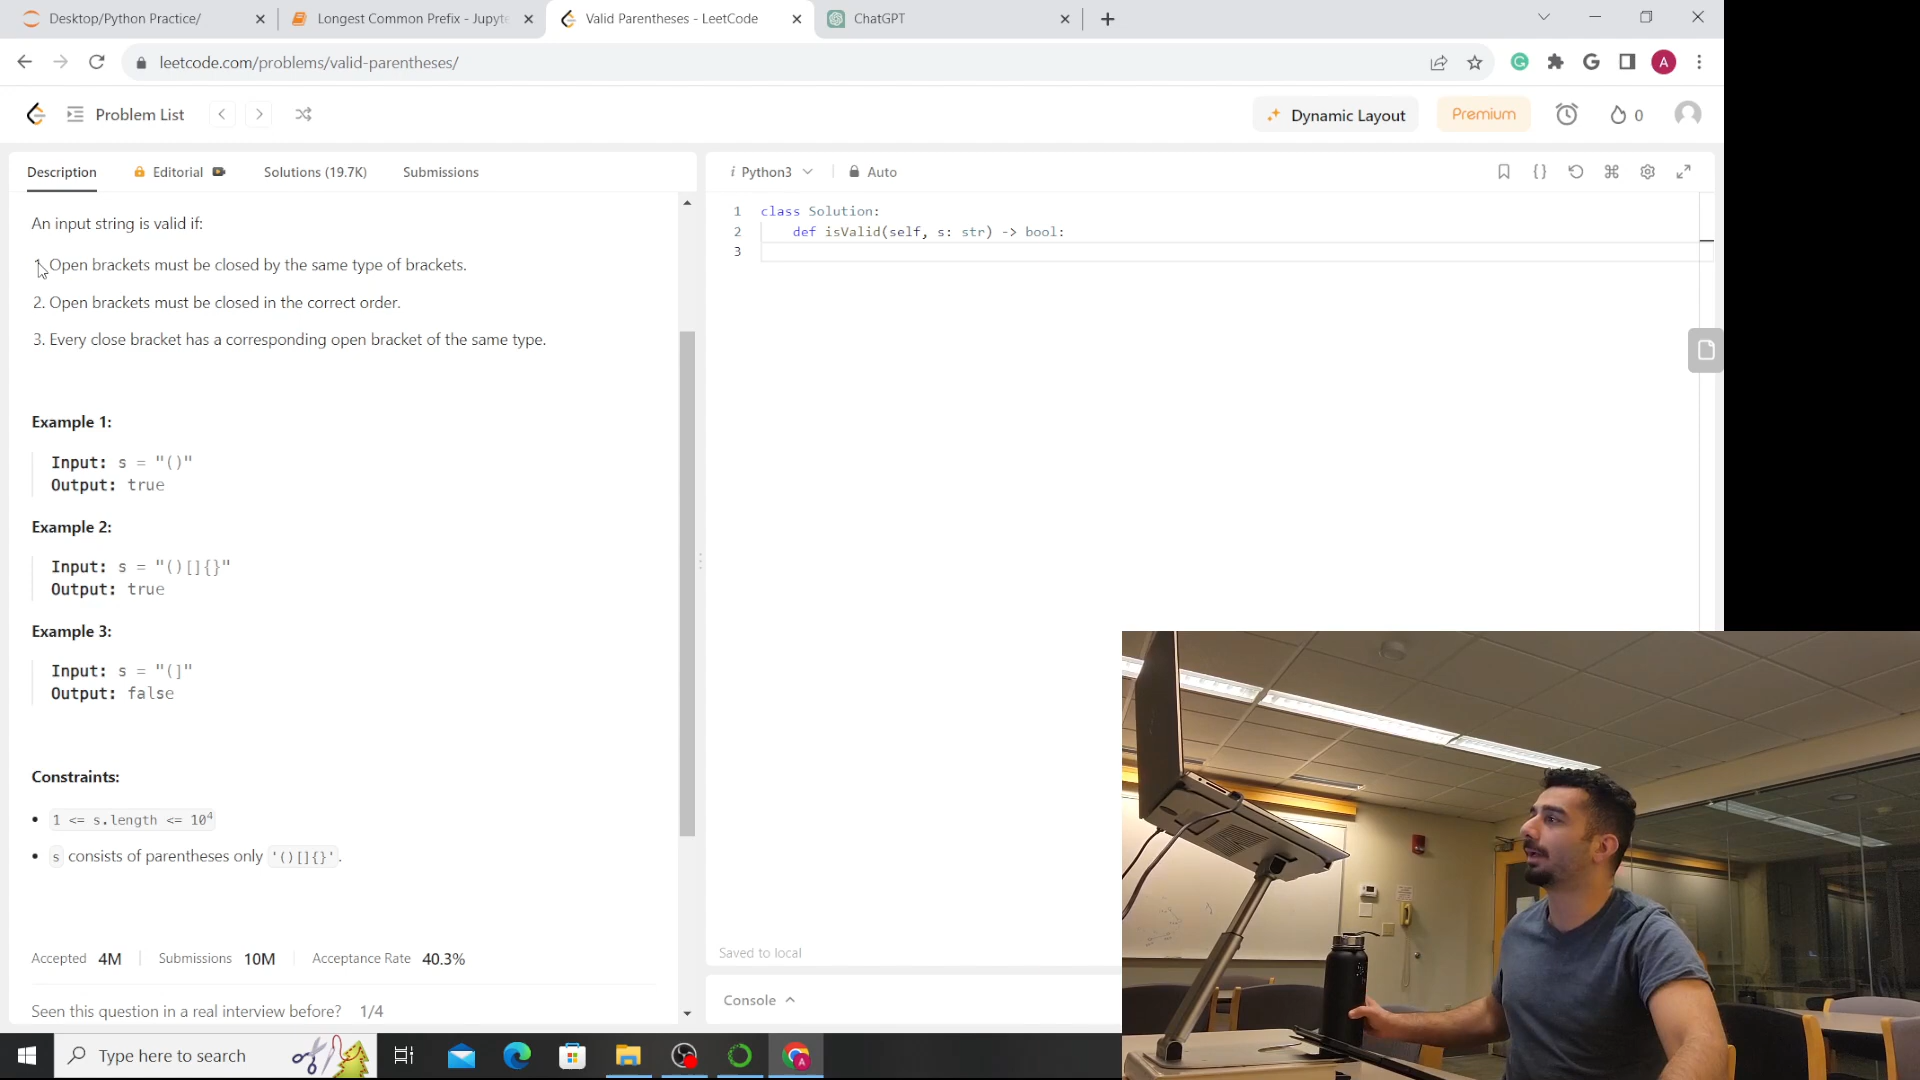 Desktop/Python Practice/
Longest Common Prefix - Jupyte
Valid Parentheses - LeetCode
ChatGPT
leetcode.com/problems/valid-parentheses/
A
Problem List
Dynamic Layout
Premium
0
Description
Editorial
Solutions (19.7K)
Submissions
An input string is valid if:
1. Open brackets must be closed by the same type of brackets.
2. Open brackets must be closed in the correct order.
3. Every close bracket has a corresponding open bracket of the same type.
Example 1:
Input: s = "()"
Output: true
Example 2:
Input: s = "()[]{}"
Output: true
Example 3:
Input: s = "(]"
Output: false
Constraints:
• 1 <= s.length <= 10⁴
• s consists of parentheses only '()[]{}'.
Accepted 4M
Submissions 10M
Acceptance Rate 40.3%
Seen this question in a real interview before? 1/4
i Python3
Auto
{}
1 class Solution:
2 def isValid(self, s: str) -> bool:
3
Saved to local
Console
Type here to search